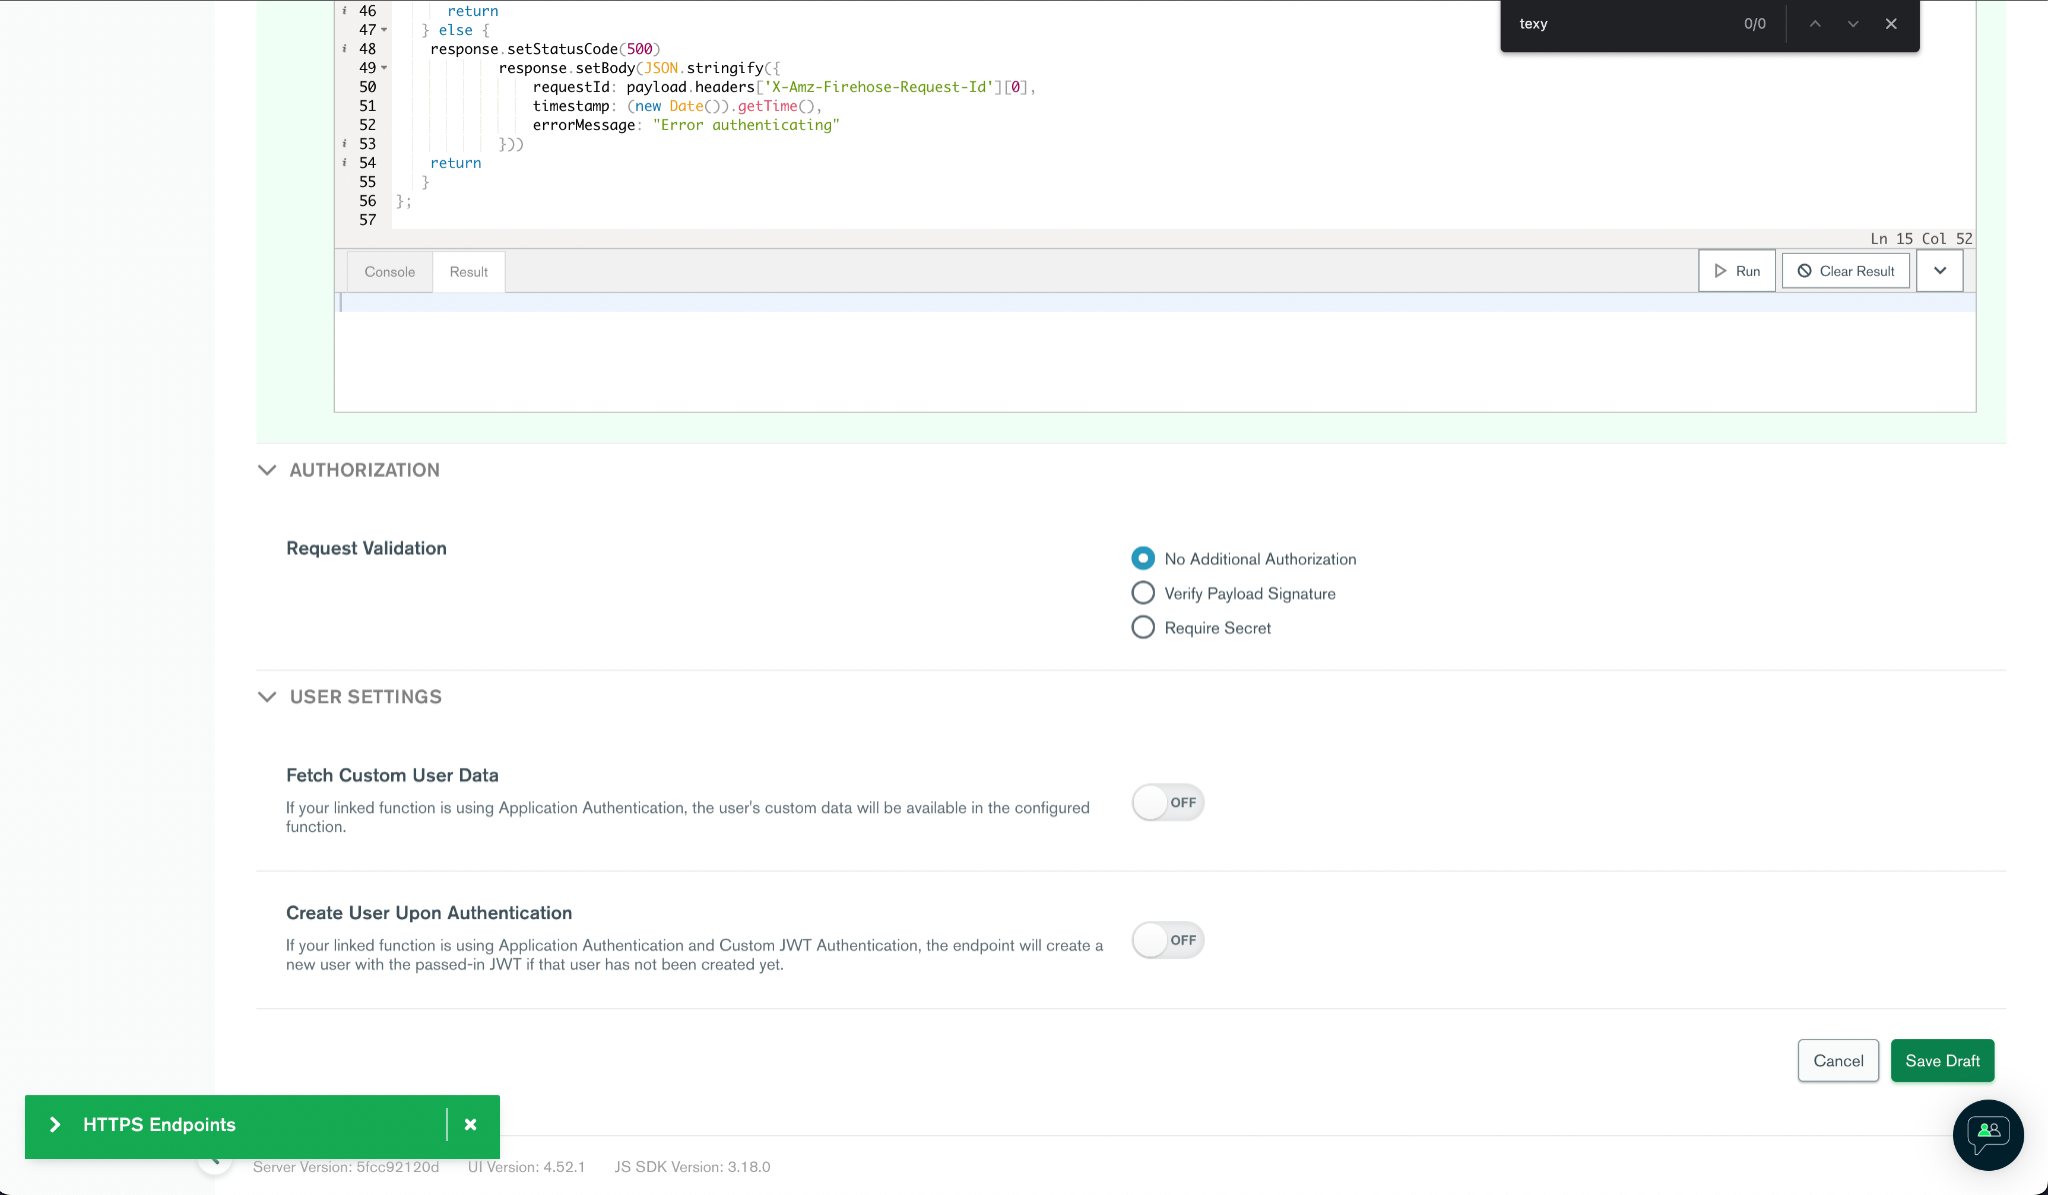 46 return
47 } else {
48 response.setStatusCode(500)
49 response.setBody(JSON.stringify({
50 requestId: payload.headers['X-Amz-Firehose-Request-Id'][0],
51 timestamp: (new Date()).getTime(),
52 errorMessage: "Error authenticating"
53 }))
54 return
55 }
56 };
57
texy 0/0
Ln 15 Col 52
Console Result Run Clear Result
AUTHORIZATION
Request Validation
No Additional Authorization
Verify Payload Signature
Require Secret
USER SETTINGS
Fetch Custom User Data
If your linked function is using Application Authentication, the user's custom data will be available in the configured
function.
OFF
Create User Upon Authentication
If your linked function is using Application Authentication and Custom JWT Authentication, the endpoint will create a
new user with the passed-in JWT if that user has not been created yet.
OFF
Cancel Save Draft
HTTPS Endpoints
Server Version: 5fcc92120d UI Version: 4.52.1 JS SDK Version: 3.18.0